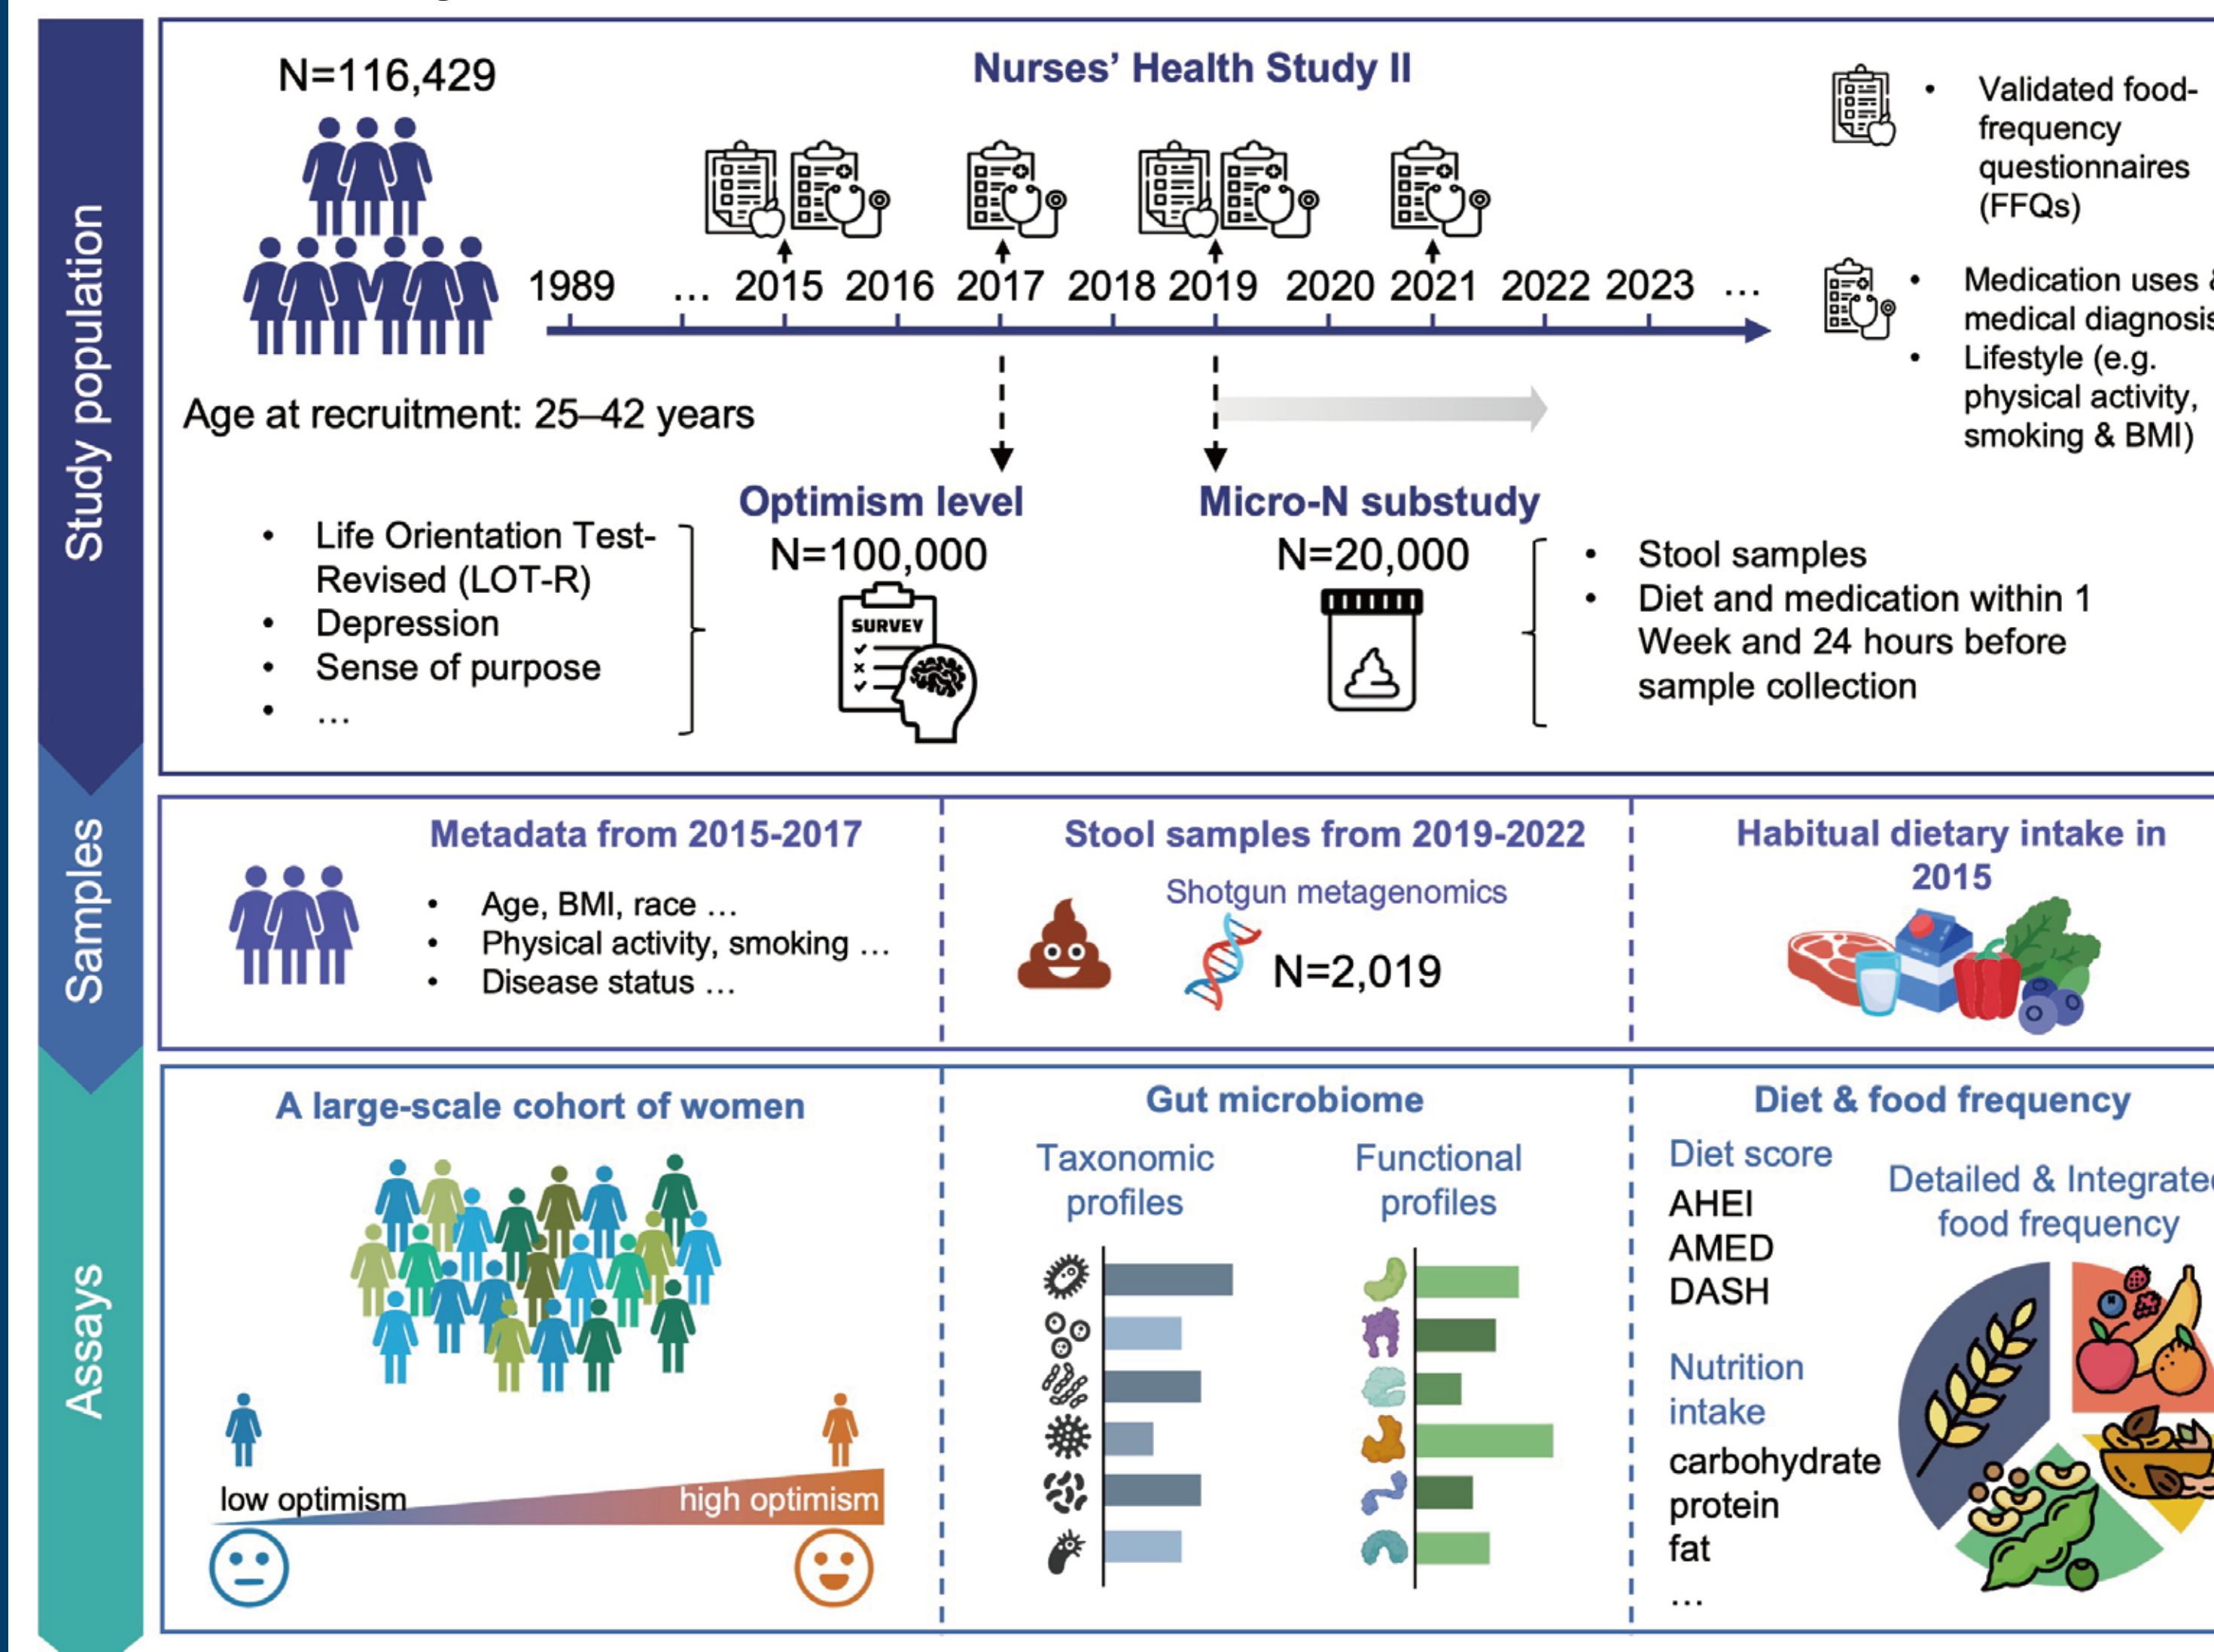 Study population
N=116,429
Nurses’ Health Study II
1989 ... 2015 2016 2017 2018 2019 2020 2021 2022 2023 ...
Age at recruitment: 25–42 years
• Validated food-
frequency
questionnaires
(FFQs)
• Medication uses
medical diagnosis
• Lifestyle (e.g.
physical activity,
smoking & BMI)
Optimism level
N=100,000
SURVEY
• Life Orientation Test-
Revised (LOT-R)
• Depression
• Sense of purpose
• ...
Micro-N substudy
N=20,000
• Stool samples
• Diet and medication within 1
Week and 24 hours before
sample collection
Samples
Metadata from 2015-2017
• Age, BMI, race ...
• Physical activity, smoking ...
• Disease status ...
Stool samples from 2019-2022
Shotgun metagenomics
N=2,019
Habitual dietary intake in
2015
Assays
A large-scale cohort of women
low optimism
high optimism
Gut microbiome
Taxonomic
profiles
Functional
profiles
Diet & food frequency
Diet score
AHEI
AMED
DASH
Nutrition
intake
carbohydrate
protein
fat
...
Detailed & Integrated
food frequency